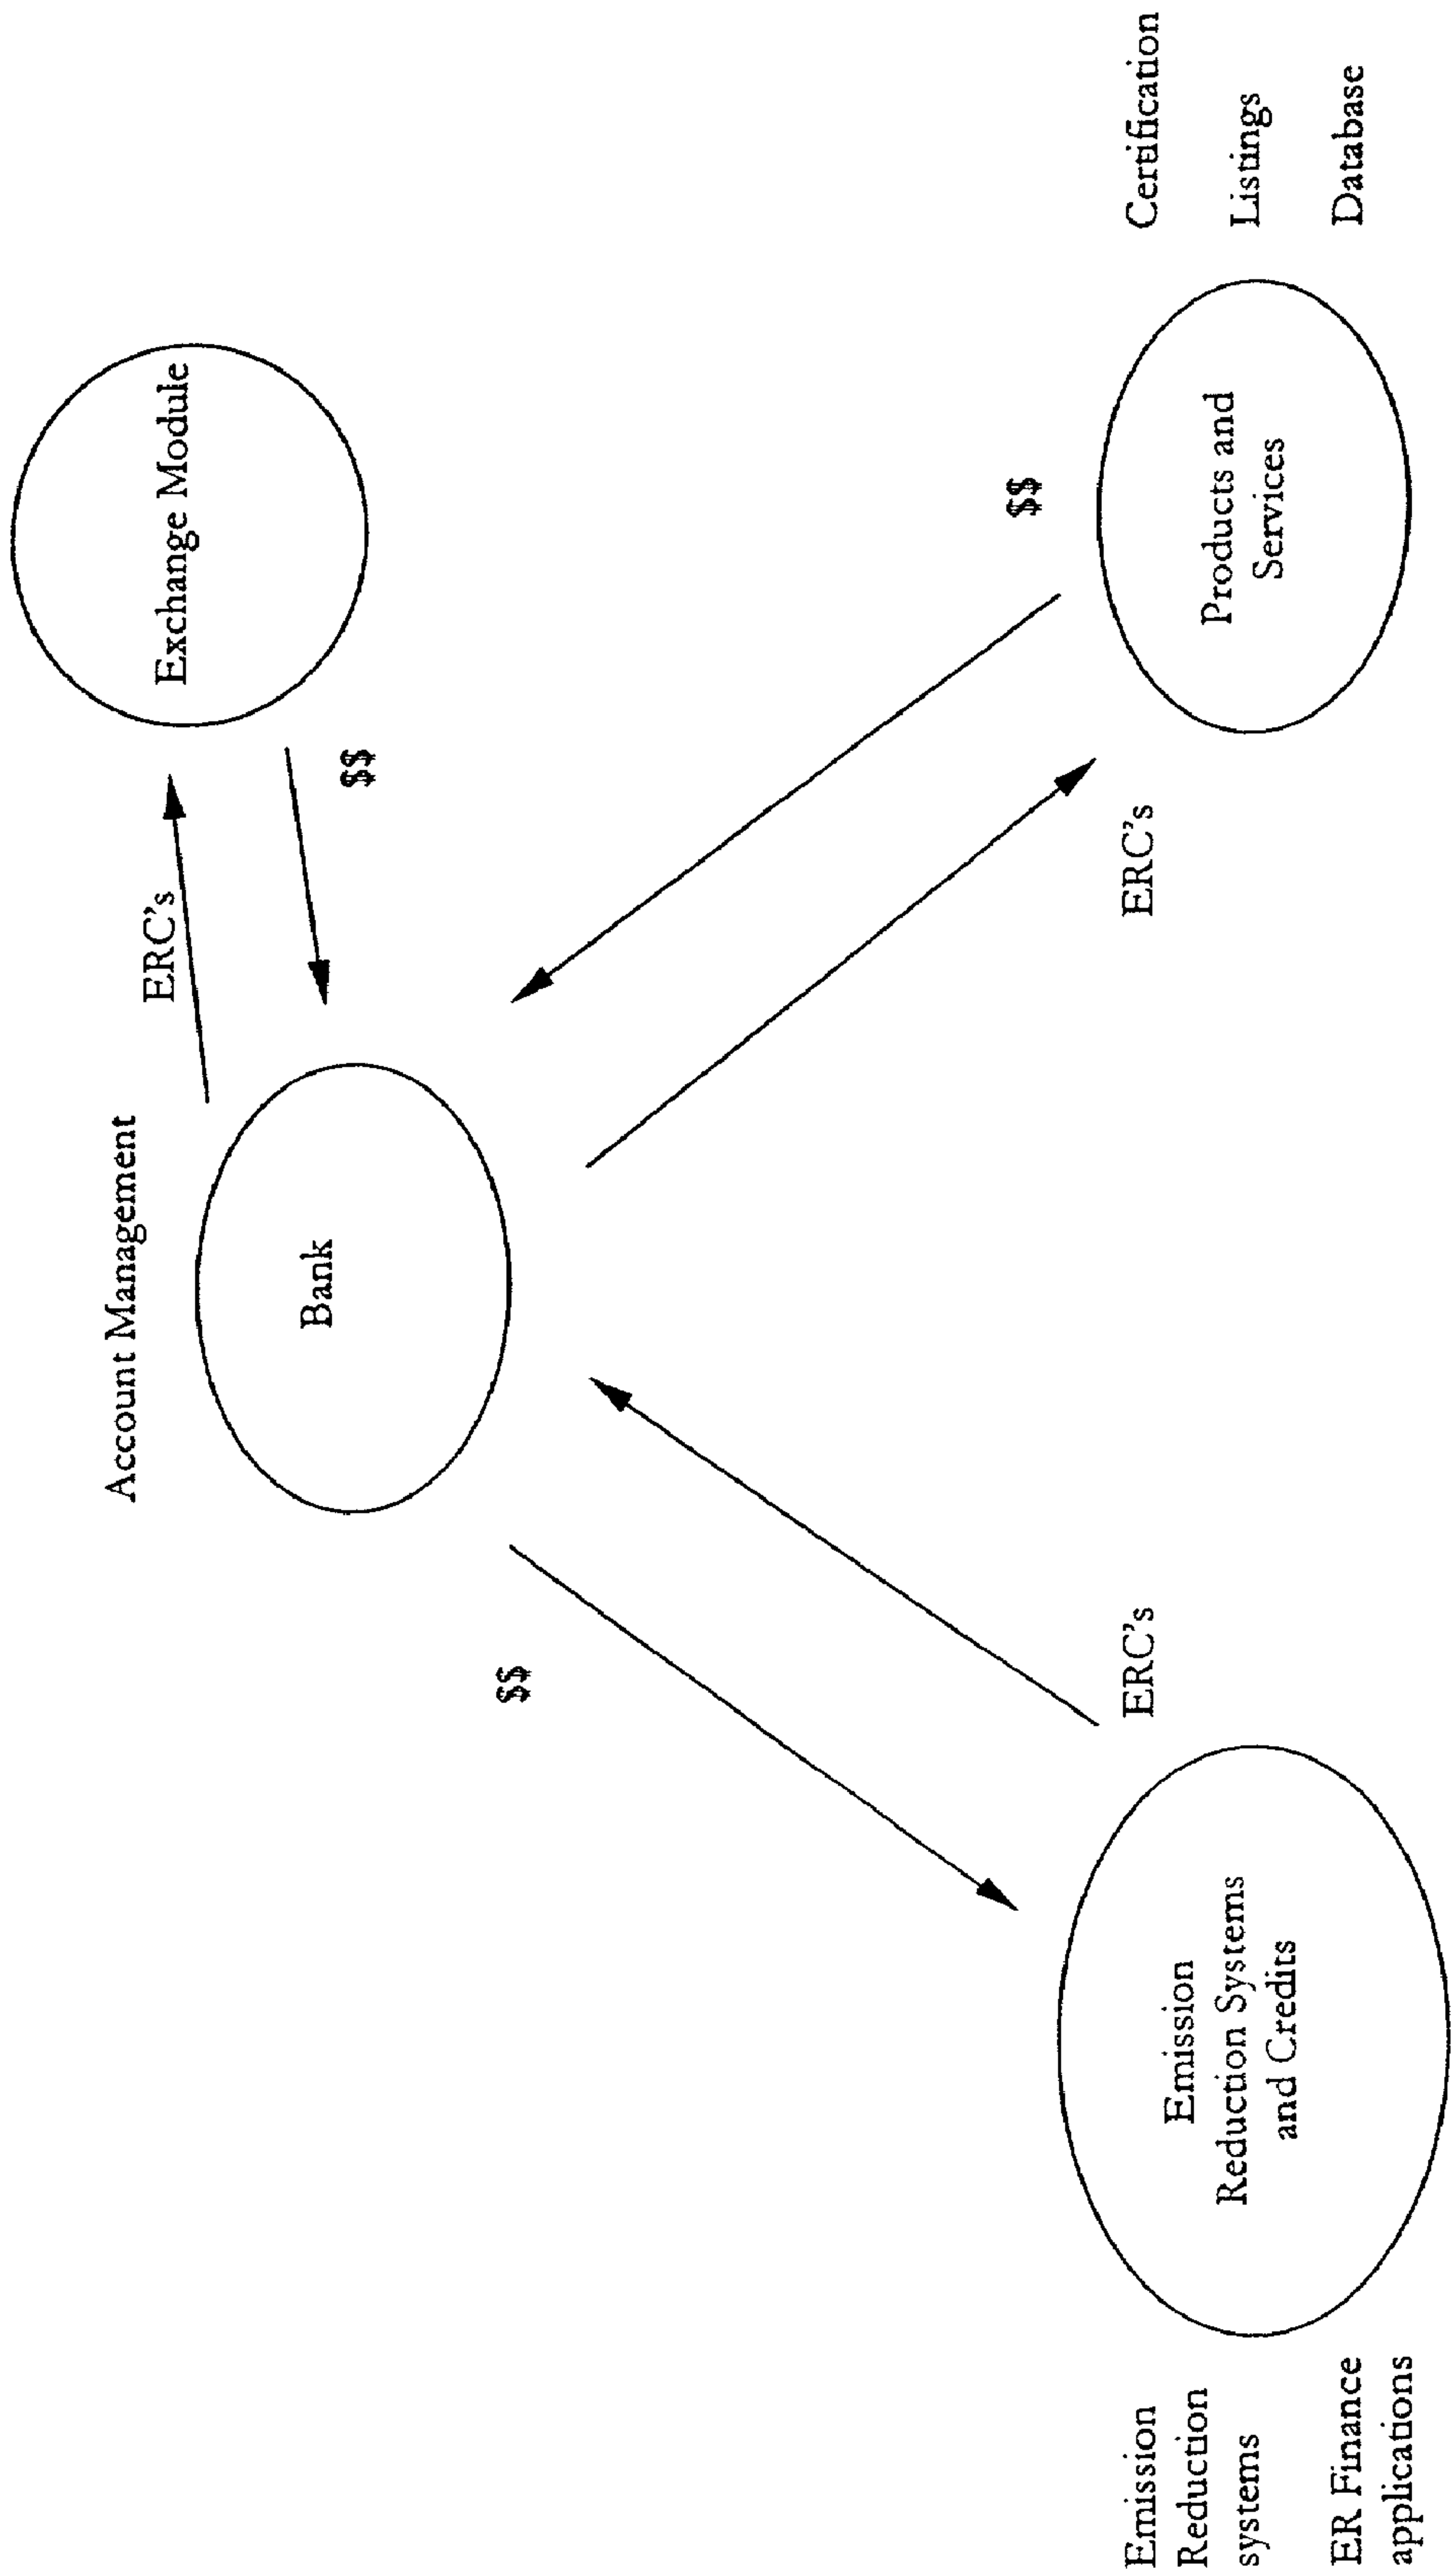 Account Management
Exchange Module
ERC's
$$
Bank
$$
$$
ERC's
ERC's
Emission
Reduction Systems
and Credits
Products and
Services
Emission
Reduction
systems
ER Finance
applications
Certification
Listings
Database